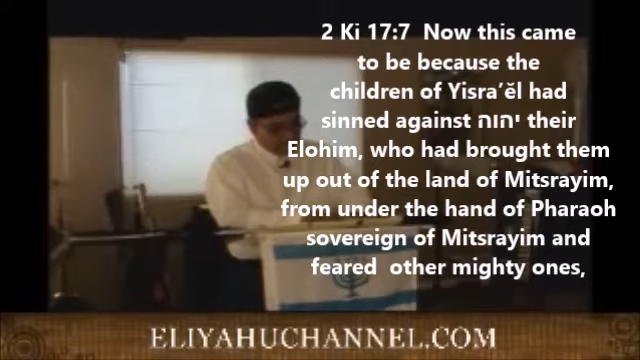 2 Ki 17:7  Now this came
to be because the
children of Yisra’ĕl had
sinned against יהוה their
Elohim, who had brought them
up out of the land of Mitsrayim,
from under the hand of Pharaoh
sovereign of Mitsrayim and
feared  other mighty ones,
ELIYAHUCHANNEL.COM